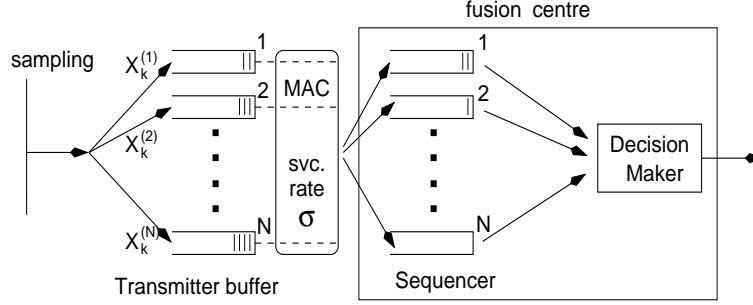 fusion centre
sampling
X_k^(1)
1
MAC
1
X_k^(2)
2
2
svc.
rate
σ
Decision
Maker
X_k^(N)
N
N
Transmitter buffer
Sequencer